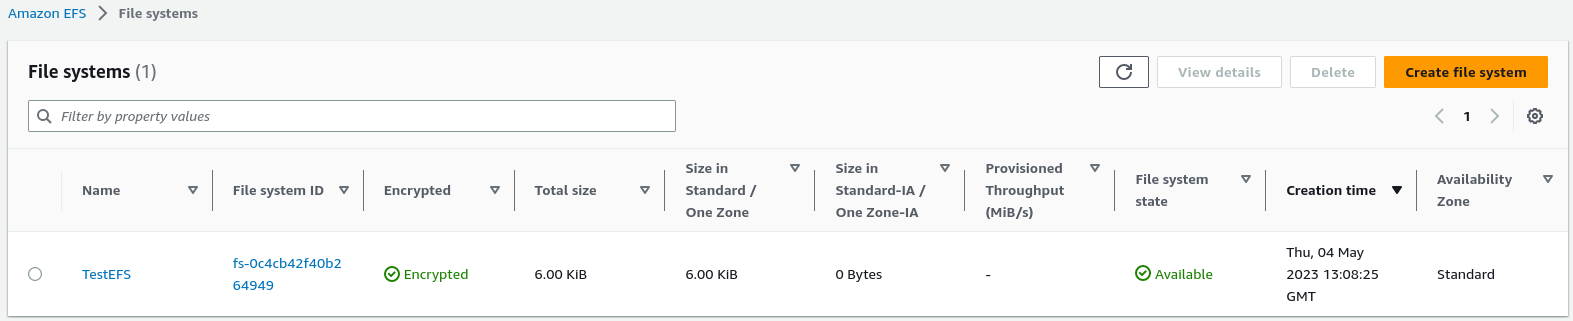 Amazon EFS > File systems
File systems (1)
View details
Delete
Create file system
Filter by property values
1
Name
File system ID
Encrypted
Total size
Size in
Standard /
One Zone
Size in
Standard-IA /
One Zone-IA
Provisioned
Throughput
(MiB/s)
File system
state
Creation time
Availability
Zone
TestEFS
fs-0c4cb42f40b2
64949
Encrypted
6.00 KiB
6.00 KiB
0 Bytes
-
Available
Thu, 04 May
2023 13:08:25
GMT
Standard